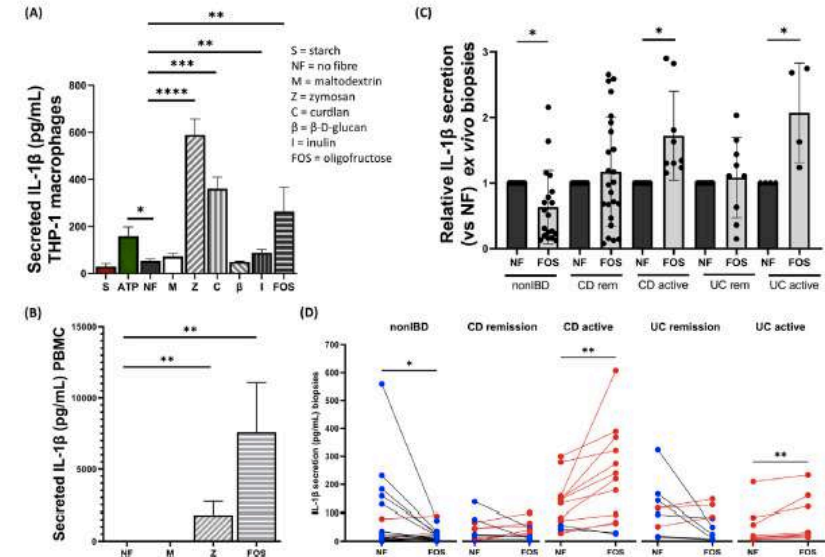 (A)
**
**
***
****
*
Secreted IL-1β (pg/mL)
THP-1 macrophages
800
600
400
200
0
S ATP NF M Z C β I FOS
S = starch
NF = no fibre
M = maltodextrin
Z = zymosan
C = curdlan
β = β-D-glucan
I = inulin
FOS = oligofructose
(B)
**
**
Secreted IL-1β (pg/mL) PBMC
15000
10000
5000
0
NF M Z FOS
(C)
* * *
Relative IL-1β secretion
(vs NF) ex vivo biopsies
3
2
1
0
NF FOS NF FOS NF FOS NF FOS NF FOS
nonIBD CD rem CD active UC rem UC active
(D)
nonIBD CD remission CD active UC remission UC active
* ** **
IL-1β secretion (pg/mL) biopsies
700
600
500
400
300
200
100
0
NF FOS NF FOS NF FOS NF FOS NF FOS